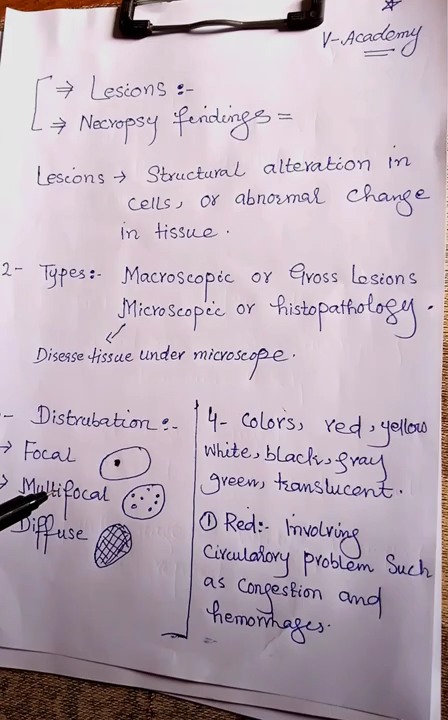 V-Academy
⇒ Lesions :-
⇒ Necropsy findings =
Lesions → Structural alteration in
cells, or abnormal change
in tissue.
2- Types:- Macroscopic or Gross Lesions
Microscopic or histopathology.
Disease tissue under microscope.
- Distrubation :-
→ Focal
→ Multifocal
Diffuse
4- Colors, red, yellow
white, black, gray
green, translucent.
① Red:- Involving
Circulatory problem Such
as congestion and
hemorrhages.